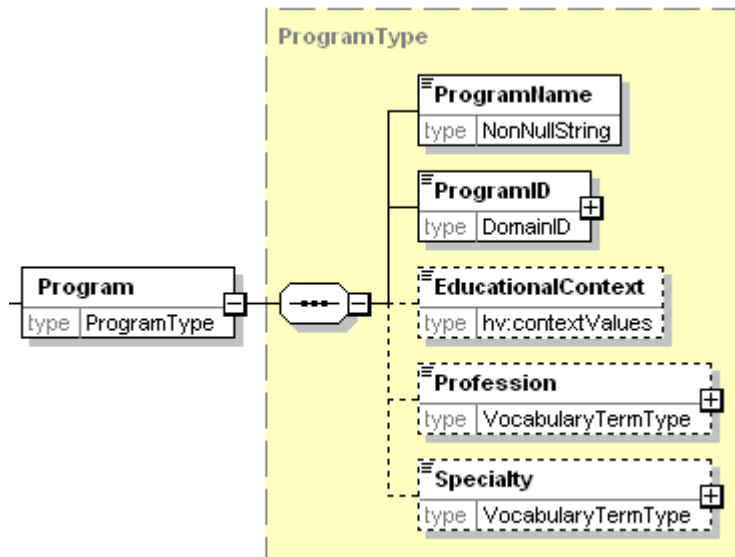 ProgramType
ProgramName
type NonNullString
ProgramID
type DomainID
Program
type ProgramType
EducationalContext
type hv:contextValues
Profession
type VocabularyTermType
Specialty
type VocabularyTermType